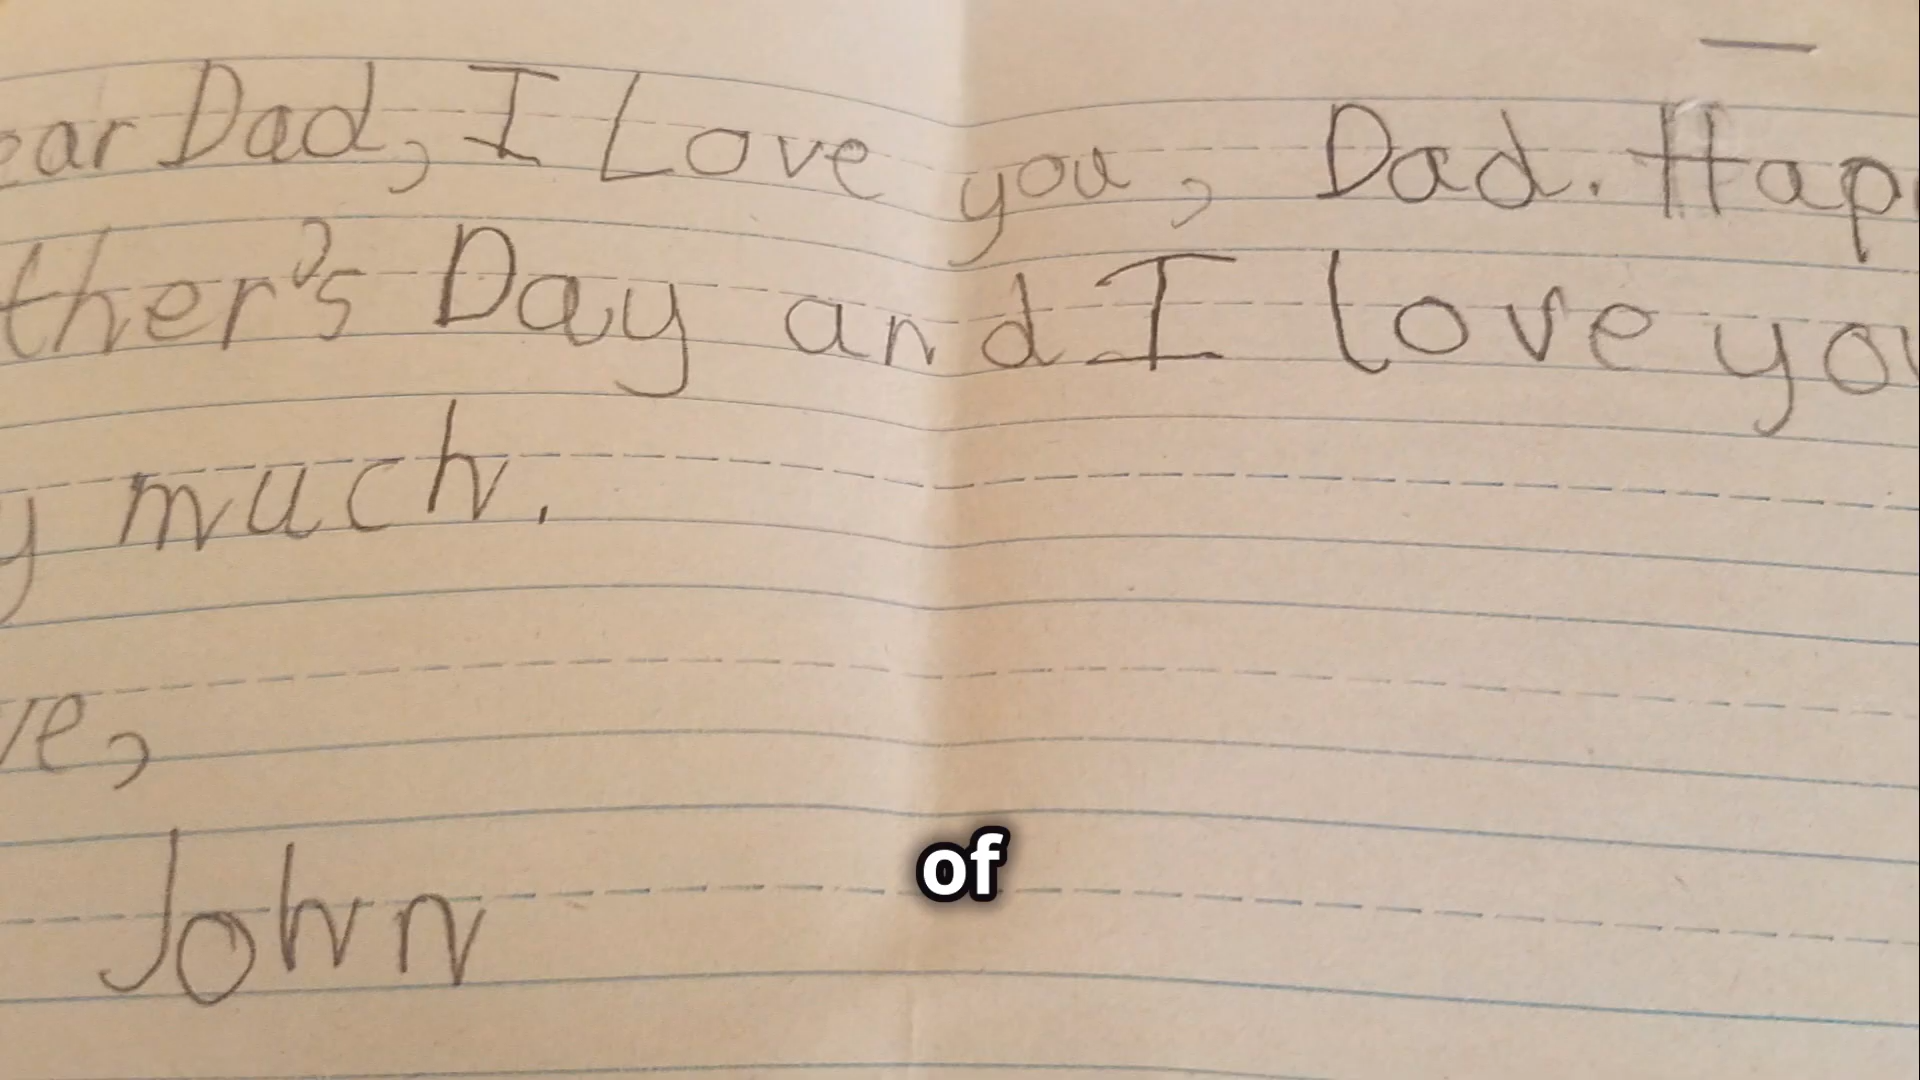 ear Dad, I Love you, Dad. Hap
ther's Day and I love you
y much.
ve,
John
of